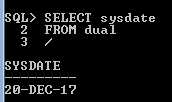 SQL> SELECT sysdate
  2  FROM dual
  3  /
SYSDATE
---------
20-DEC-17